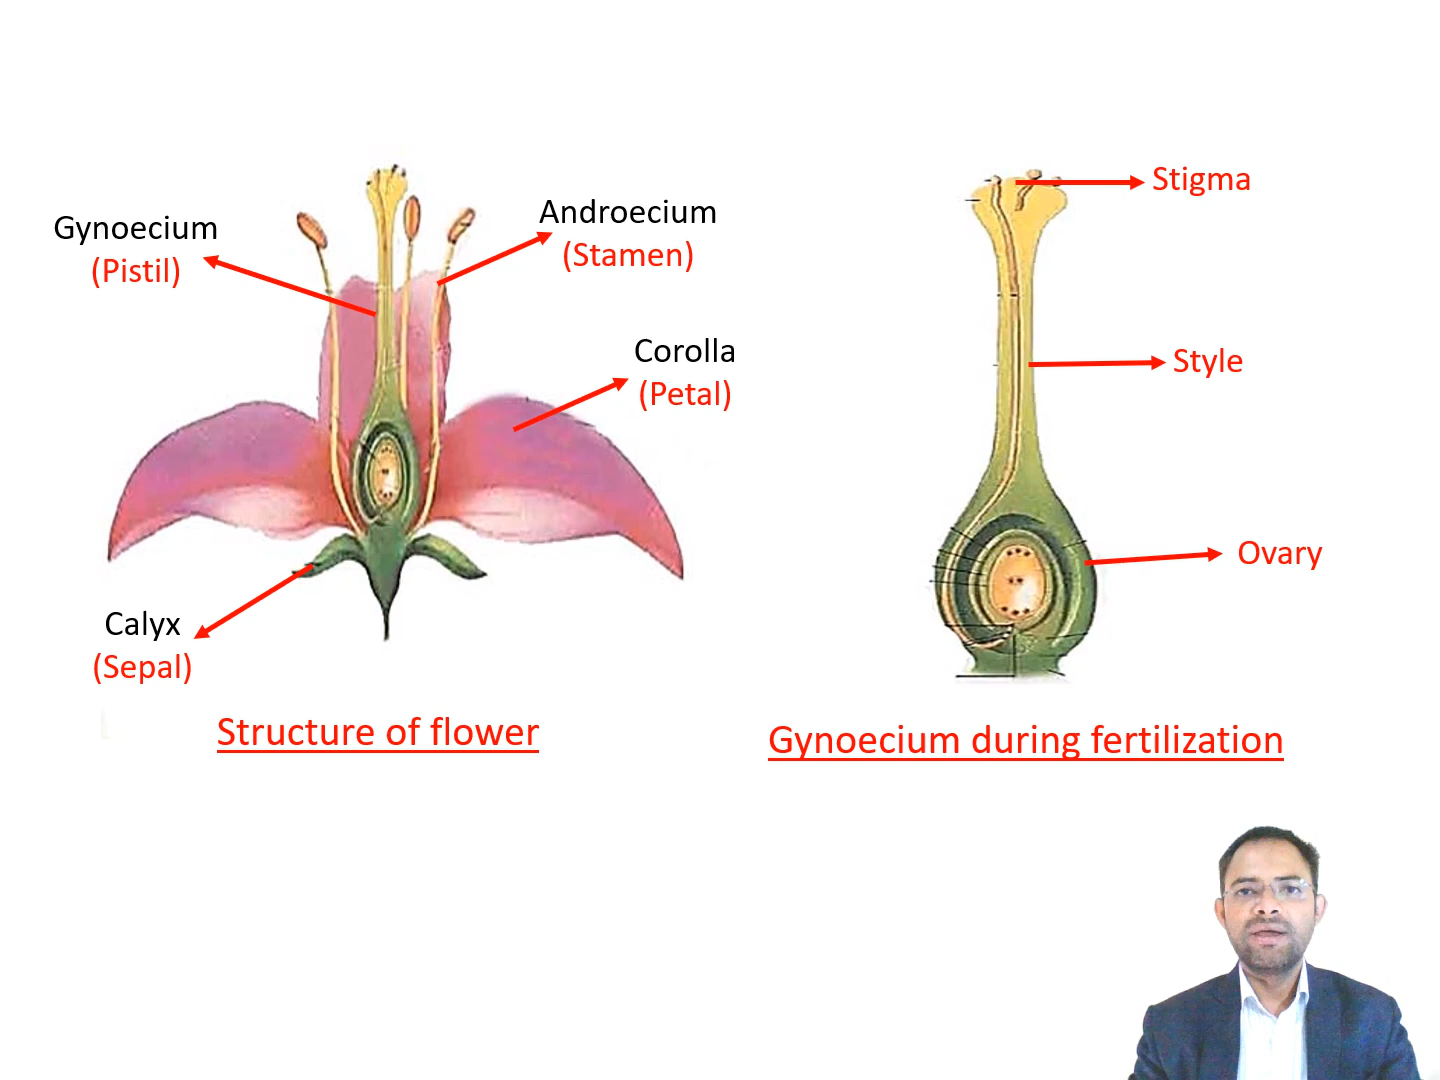 Gynoecium
(Pistil)
Androecium
(Stamen)
Corolla
(Petal)
Calyx
(Sepal)
Structure of flower
Stigma
Style
Ovary
Gynoecium during fertilization